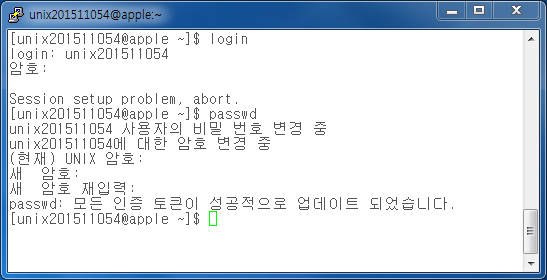 unix201511054@apple:~
[unix201511054@apple ~]$ login
login: unix201511054
암호:
Session setup problem, abort.
[unix201511054@apple ~]$ passwd
unix201511054 사용자의 비밀 번호 변경 중
unix201511054에 대한 암호 변경 중
(현재) UNIX 암호:
새  암호:
새  암호 재입력:
passwd: 모든 인증 토큰이 성공적으로 업데이트 되었습니다.
[unix201511054@apple ~]$